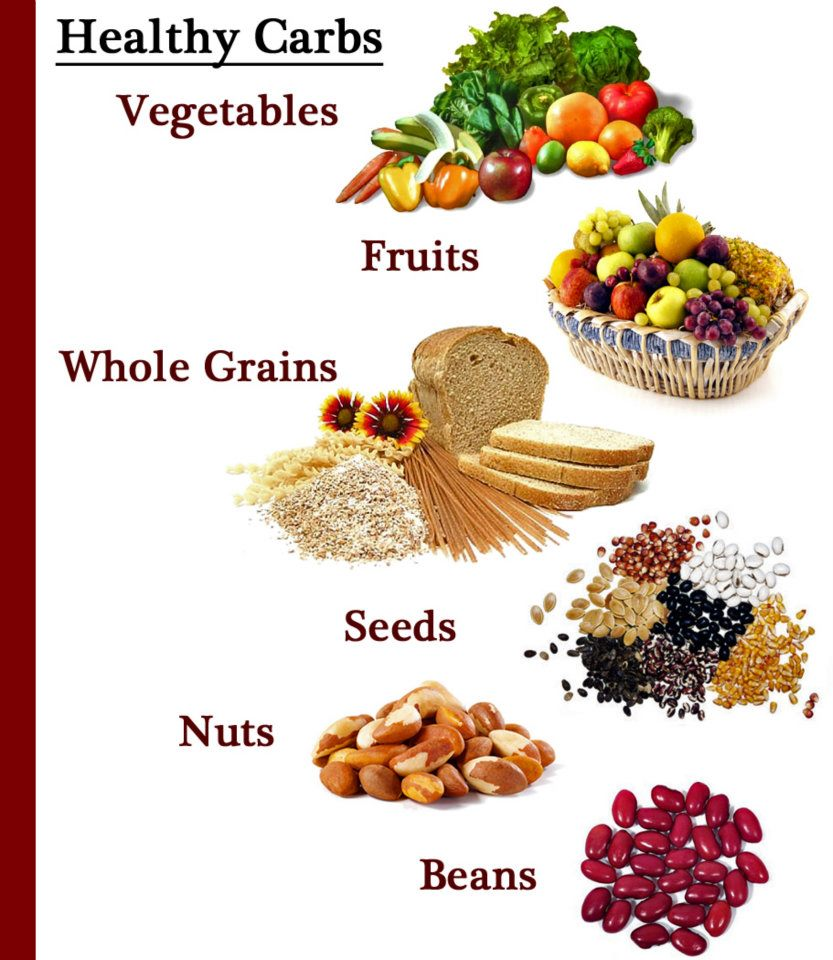 Healthy Carbs
Vegetables
Fruits
Whole Grains
Seeds
Nuts
Beans